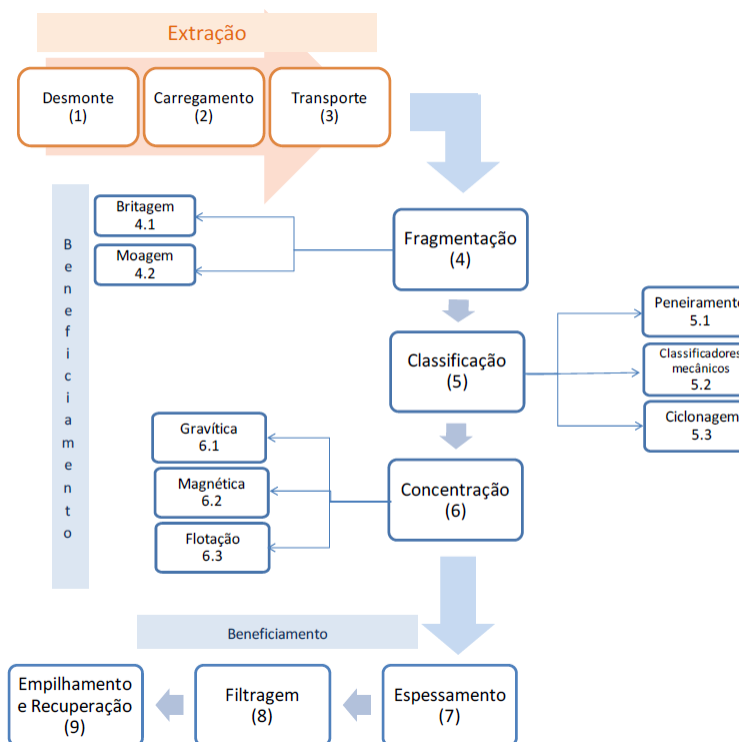 Extração
Desmonte
(1)
Carregamento
(2)
Transporte
(3)
Beneficiamento
Britagem
4.1
Moagem
4.2
Fragmentação
(4)
Peneiramento
5.1
Classificadores
mecânicos
5.2
Ciclonagem
5.3
Classificação
(5)
Gravítica
6.1
Magnética
6.2
Flotação
6.3
Concentração
(6)
Beneficiamento
Empilhamento
e Recuperação
(9)
Filtragem
(8)
Espessamento
(7)